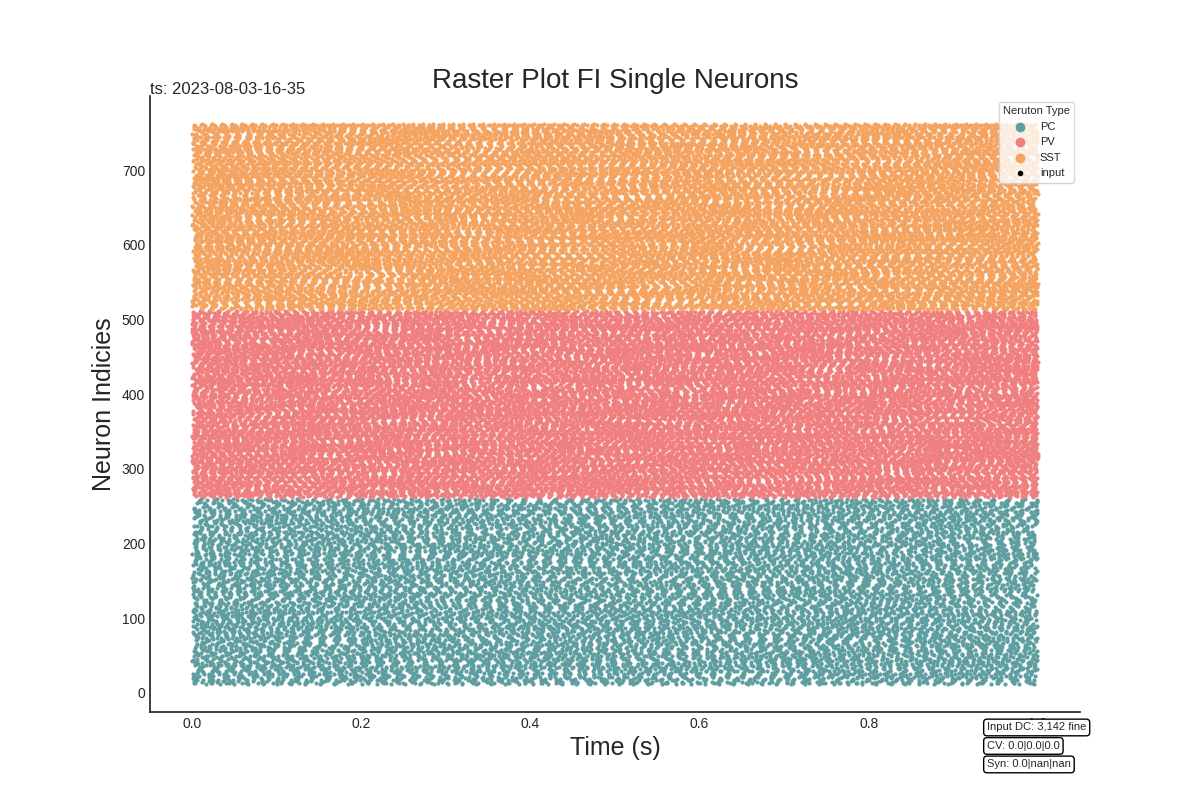 Raster Plot FI Single Neurons
ts: 2023-08-03-16-35
Neruton Type
PC
PV
SST
input
700
600
500
400
300
200
100
0
Neuron Indicies
0.0 0.2 0.4 0.6 0.8
Time (s)
Input DC: 3,142 fine
CV: 0.0|0.0|0.0
Syn: 0.0|nan|nan